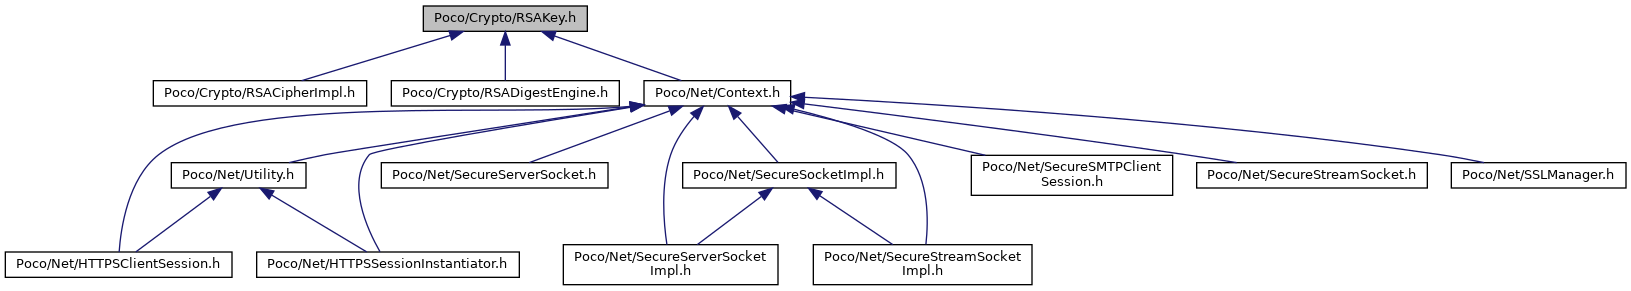 Poco/Crypto/RSAKey.h
Poco/Crypto/RSACipherImpl.h
Poco/Crypto/RSADigestEngine.h
Poco/Net/Context.h
Poco/Net/Utility.h
Poco/Net/SecureServerSocket.h
Poco/Net/SecureSocketImpl.h
Poco/Net/SecureSMTPClient
Session.h
Poco/Net/SecureStreamSocket.h
Poco/Net/SSLManager.h
Poco/Net/HTTPSClientSession.h
Poco/Net/HTTPSSessionInstantiator.h
Poco/Net/SecureServerSocket
Impl.h
Poco/Net/SecureStreamSocket
Impl.h